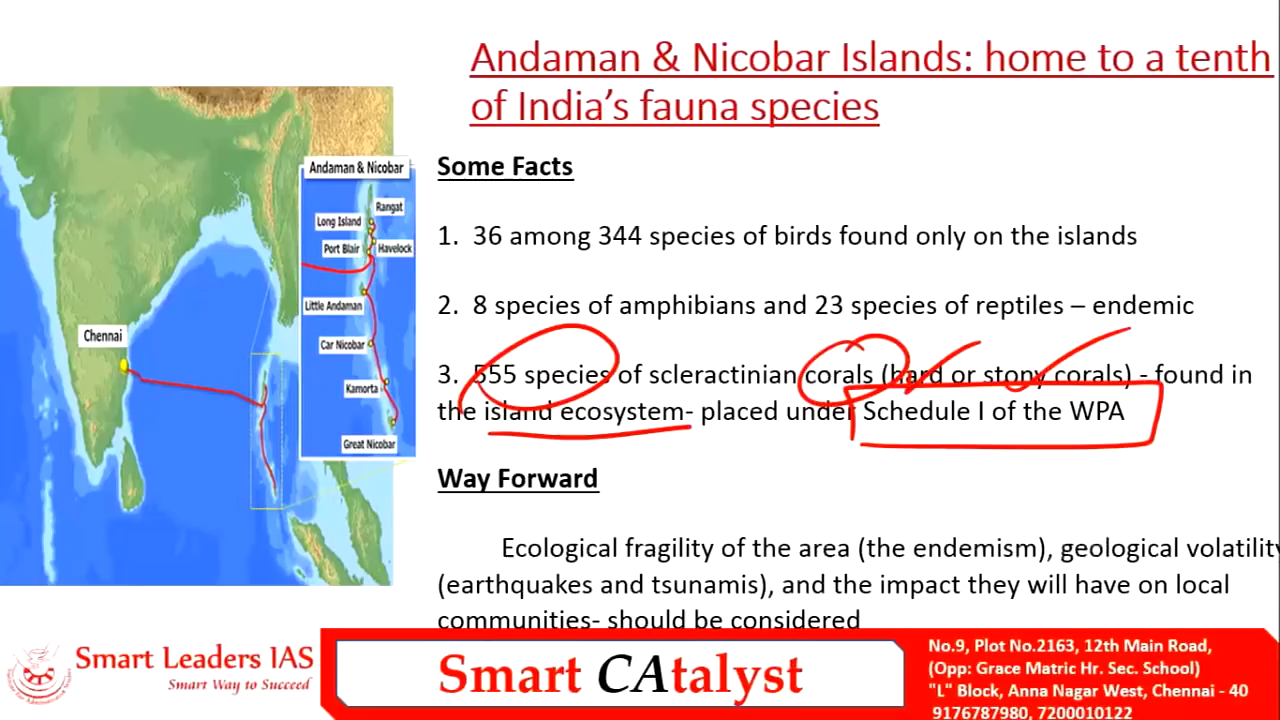 Andaman & Nicobar Islands: home to a tenth
of India's fauna species
Some Facts
1. 36 among 344 species of birds found only on the islands
2. 8 species of amphibians and 23 species of reptiles – endemic
3. 555 species of scleractinian corals (hard or stony corals) - found in
the island ecosystem- placed under Schedule I of the WPA
Way Forward
Ecological fragility of the area (the endemism), geological volatility
(earthquakes and tsunamis), and the impact they will have on local
communities- should be considered
Chennai
Andaman & Nicobar
Rangat
Long Island
Port Blair
Havelock
Little Andaman
Car Nicobar
Kamorta
Great Nicobar
Smart Leaders IAS
Smart Way to Succeed
Smart CAtalyst
No.9, Plot No.2163, 12th Main Road,
(Opp: Grace Matric Hr. Sec. School)
"L" Block, Anna Nagar West, Chennai - 40
9176787980, 7200010122